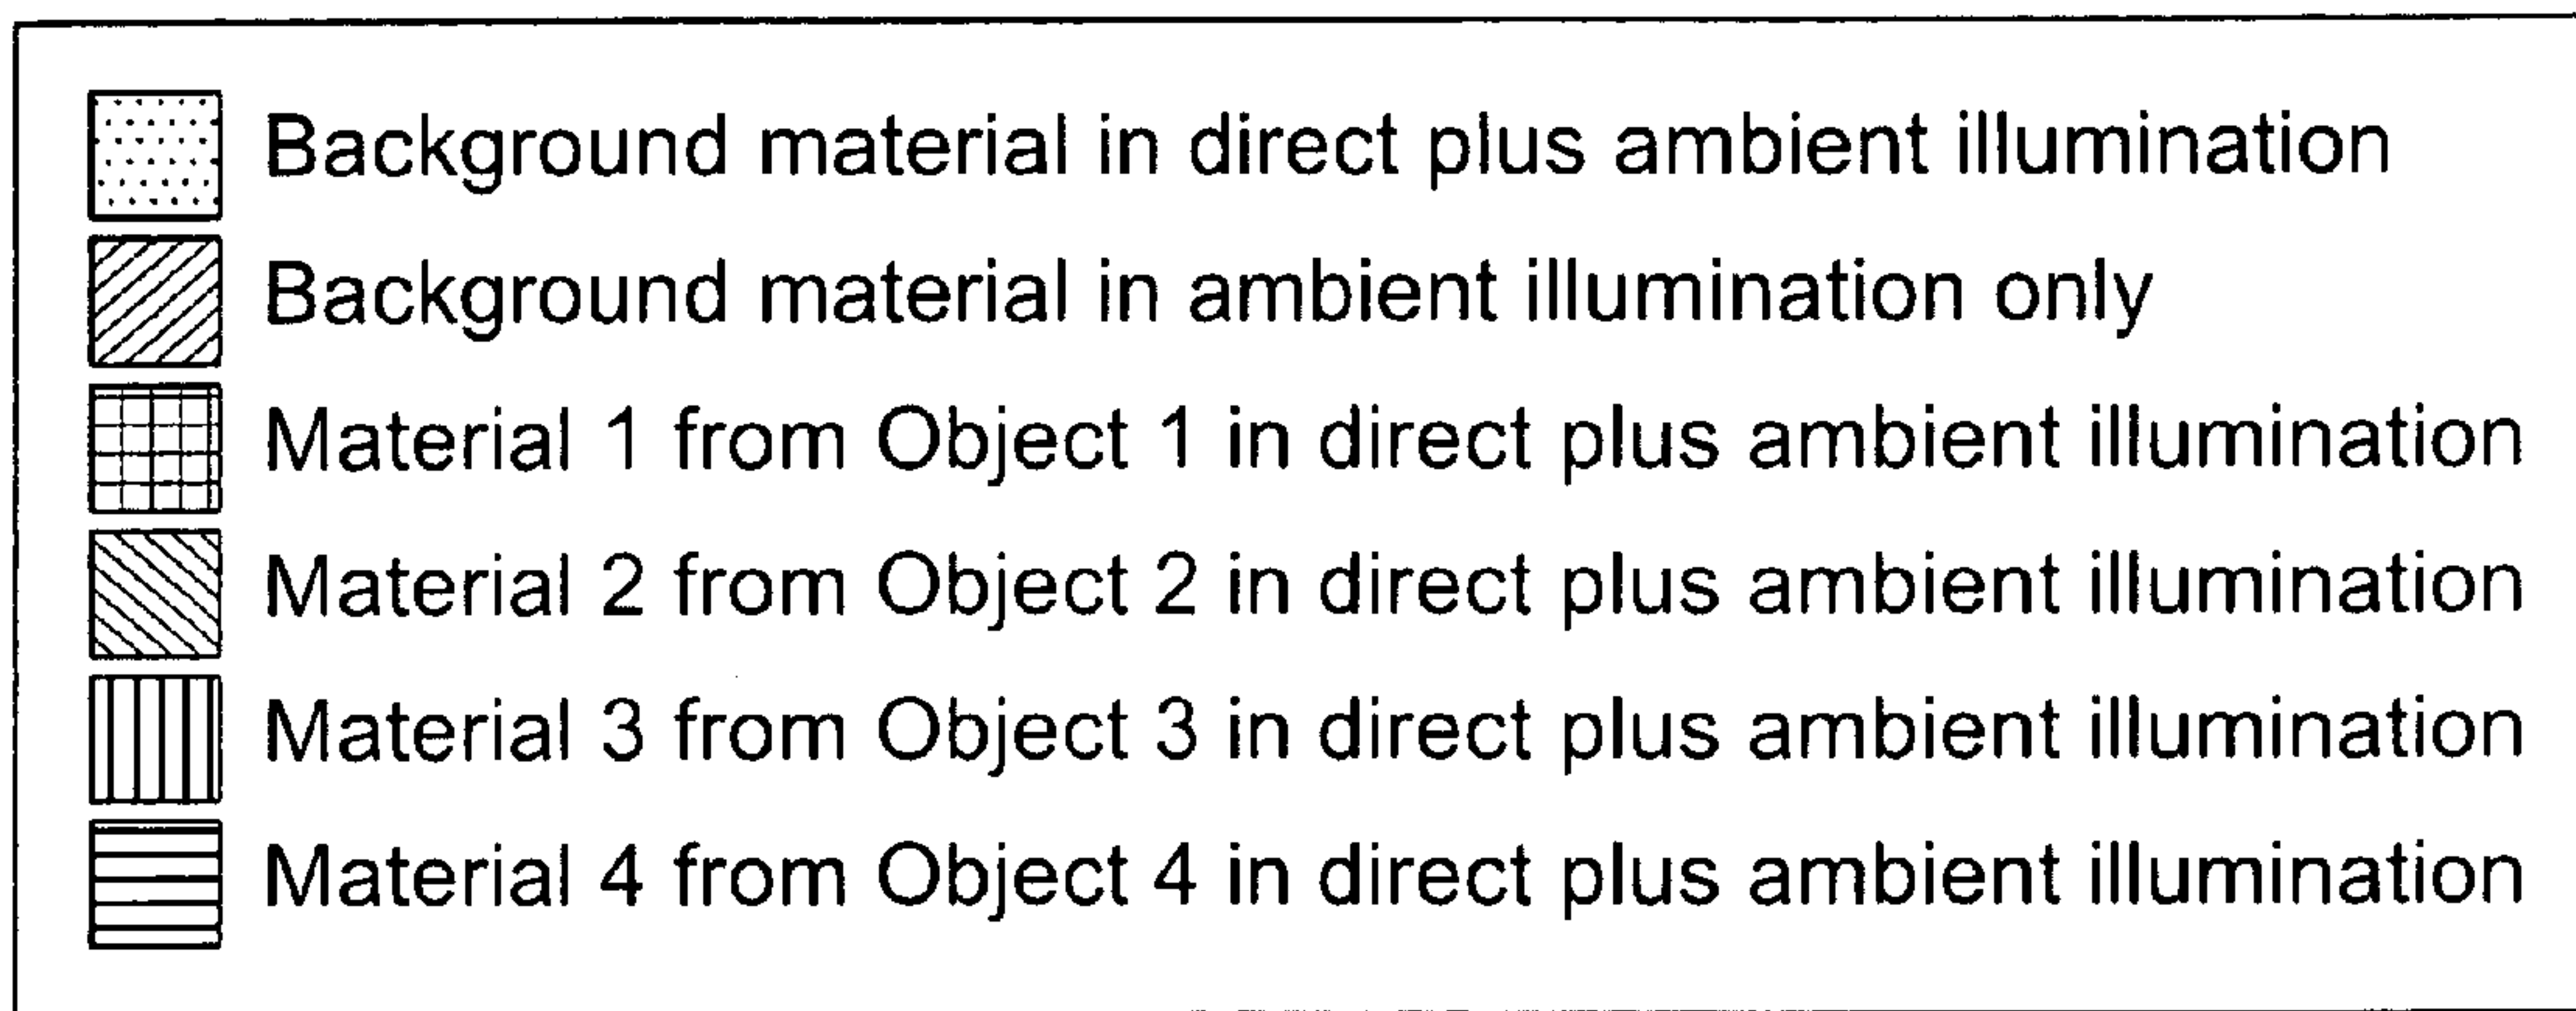 Background material in direct plus ambient illumination
Background material in ambient illumination only
Material 1 from Object 1 in direct plus ambient illumination
Material 2 from Object 2 in direct plus ambient illumination
Material 3 from Object 3 in direct plus ambient illumination
Material 4 from Object 4 in direct plus ambient illumination